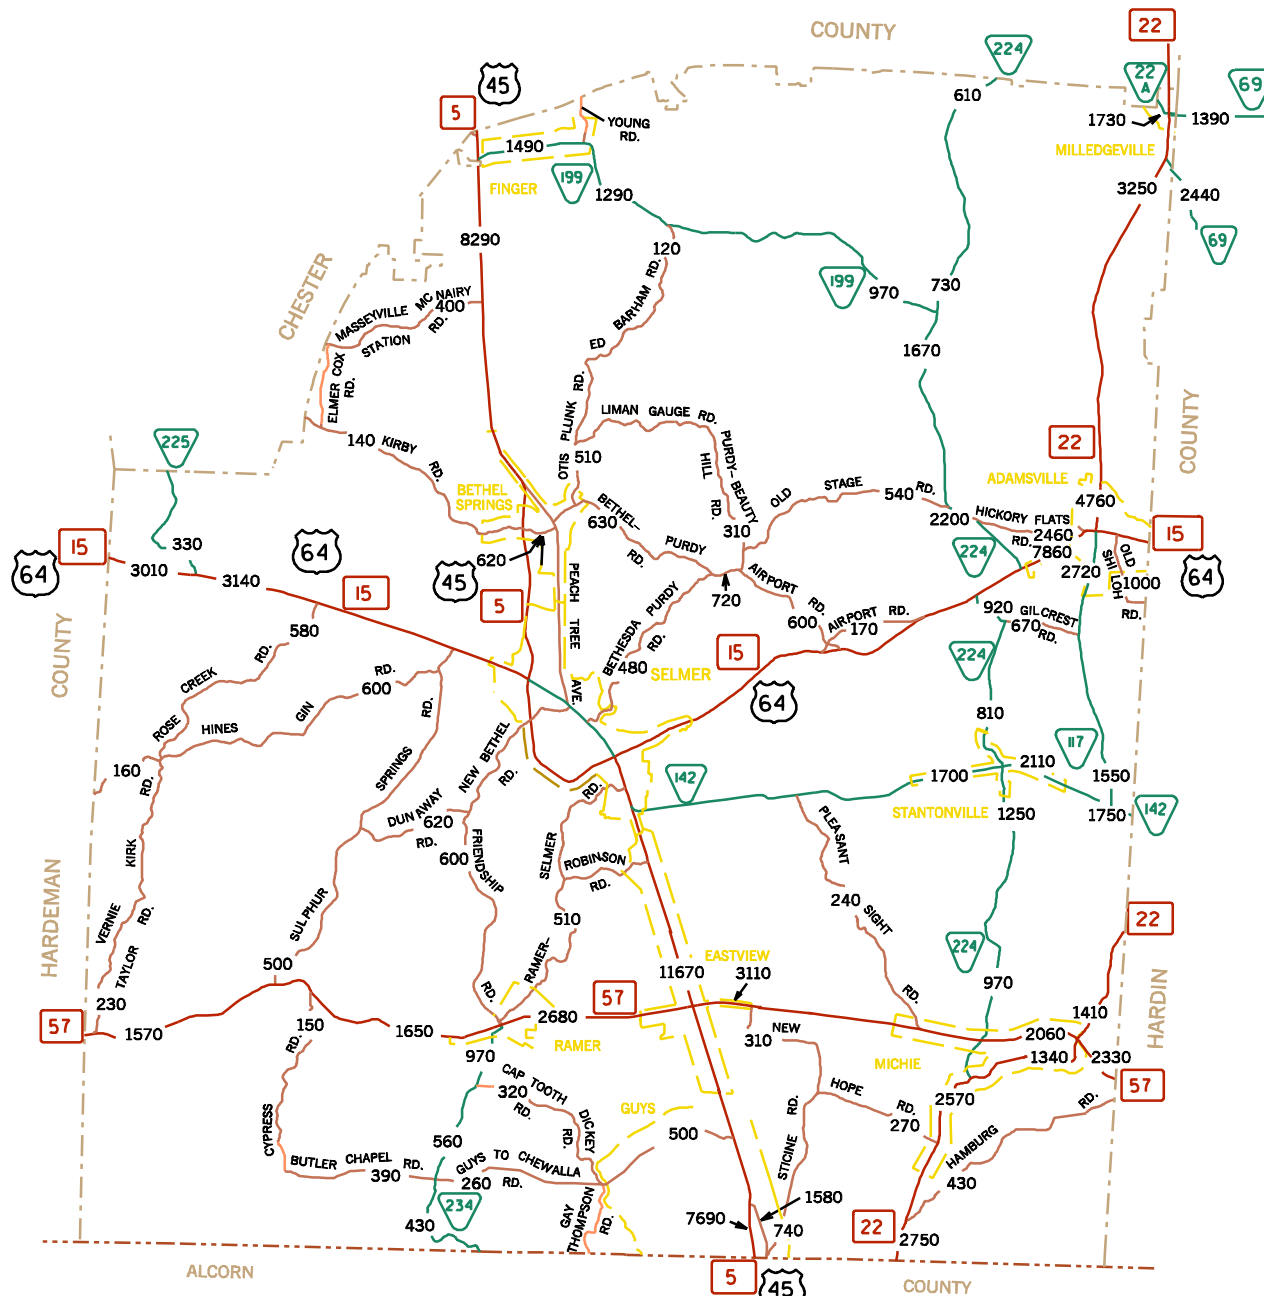 COUNTY
22
224
45
22
A
69
5
610
1730
1390
YOUNG
RD.
1490
MILLEDGEVILLE
FINGER
199
1290
3250
2440
8290
120
69
CHESTER
199
970
730
MASSEYVILLE MC NAIRY
400
STATION RD.
ED BARHAM RD.
1670
ELMER COX
RD.
OTIS PLUNK RD.
LIMAN GAUGE RD.
PURDY-BEAUTY
HILL RD.
COUNTY
225
140
KIRBY RD.
510
22
BETHEL
SPRINGS
ADAMSVILLE
OLD STAGE
540
RD.
4760
BETHEL-
630
PURDY
RD.
310
2200
HICKORY FLATS
2460
RD.
7860
15
15
64
330
64
620
45
224
2720
OLD
SHILOH
RD.
1000
64
3010
3140
15
5
PEACH TREE AVE.
720
AIRPORT RD.
600
AIRPORT RD.
170
920
GILCREST
670
RD.
580
BETHESDA PURDY
RD.
480
SELMER
15
224
COUNTY
ROSE CREEK RD.
HINES GIN RD.
600
SPRINGS RD.
64
810
160
NEW BETHEL
RD.
117
142
1700
2110
1550
STANTONVILLE
1250
1750
142
DUNAWAY
620
RD.
RD.
600
FRIENDSHIP
RD.
SELMER
ROBINSON
RD.
PLEASANT
VERNIE KIRK RD.
TAYLOR RD.
HARDEMAN
SULPHUR
510
RAMER-
240
SIGHT
RD.
22
224
EASTVIEW
500
11670
3110
970
HARDIN
230
57
1570
150
1650
57
2680
RAMER
310
NEW
1410
2060
1340
2330
MICHIE
57
RD.
970
CAP TOOTH
320
RD.
DICKEY
RD.
GUYS
HOPE
RD.
270
2570
RD.
CYPRESS
560
500
STICINE RD.
HAMBURG
430
BUTLER CHAPEL
390
RD.
GUYS TO CHEWALLA
260
RD.
GAY
THOMPSON
RD.
234
430
7690
1580
740
22
2750
ALCORN
5
45
COUNTY